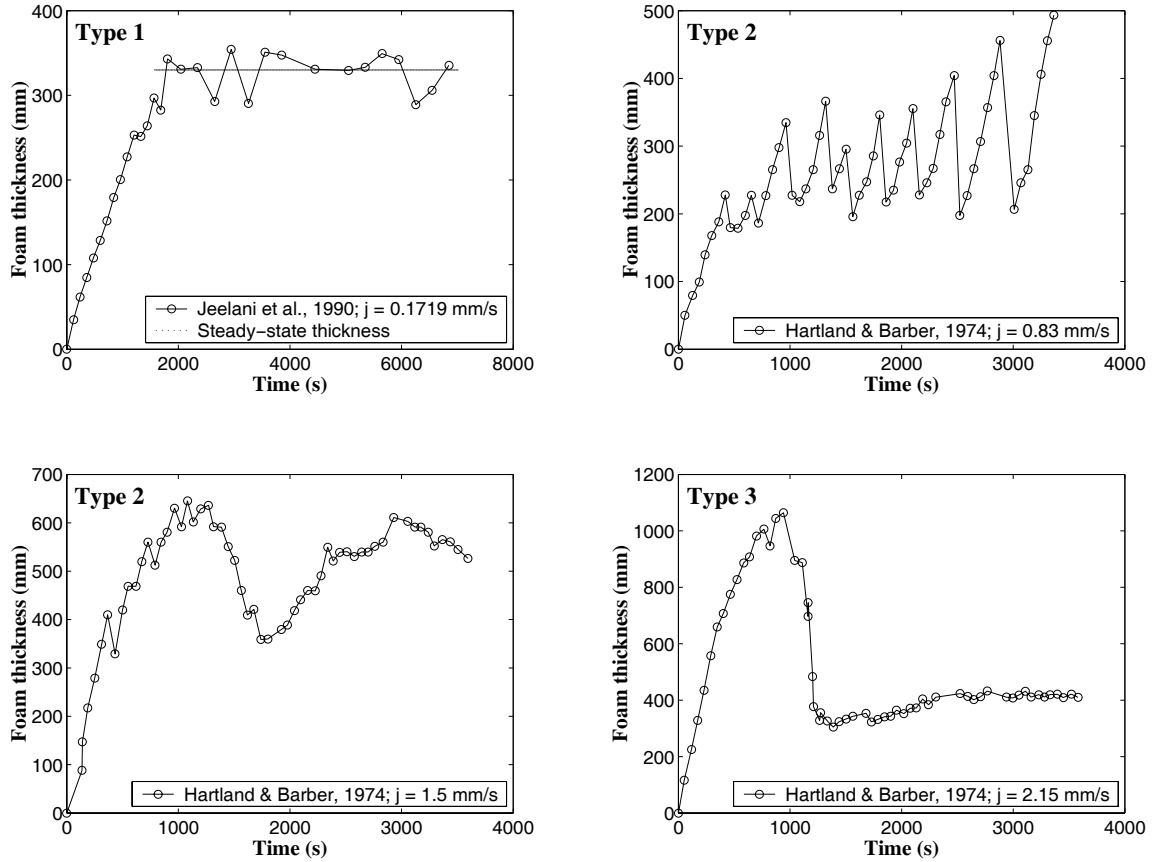 Type 1
Foam thickness (mm)
400
300
200
100
0
0 2000 4000 6000 8000
Time (s)
Jeelani et al., 1990; j = 0.1719 mm/s
Steady-state thickness
Type 2
Foam thickness (mm)
500
400
300
200
100
0
0 1000 2000 3000 4000
Time (s)
Hartland & Barber, 1974; j = 0.83 mm/s
Type 2
Foam thickness (mm)
700
600
500
400
300
200
100
0
0 1000 2000 3000 4000
Time (s)
Hartland & Barber, 1974; j = 1.5 mm/s
Type 3
Foam thickness (mm)
1200
1000
800
600
400
200
0
0 1000 2000 3000 4000
Time (s)
Hartland & Barber, 1974; j = 2.15 mm/s